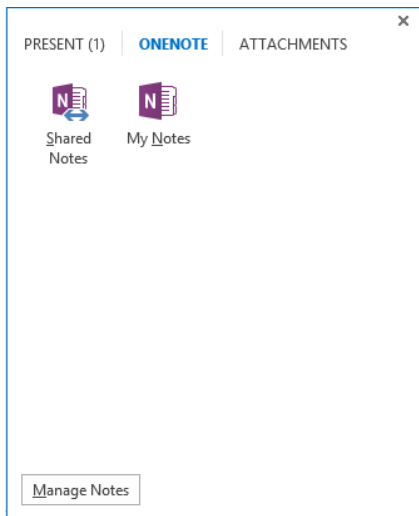 PRESENT (1) ONENOTE ATTACHMENTS
Shared My Notes
Notes
Manage Notes